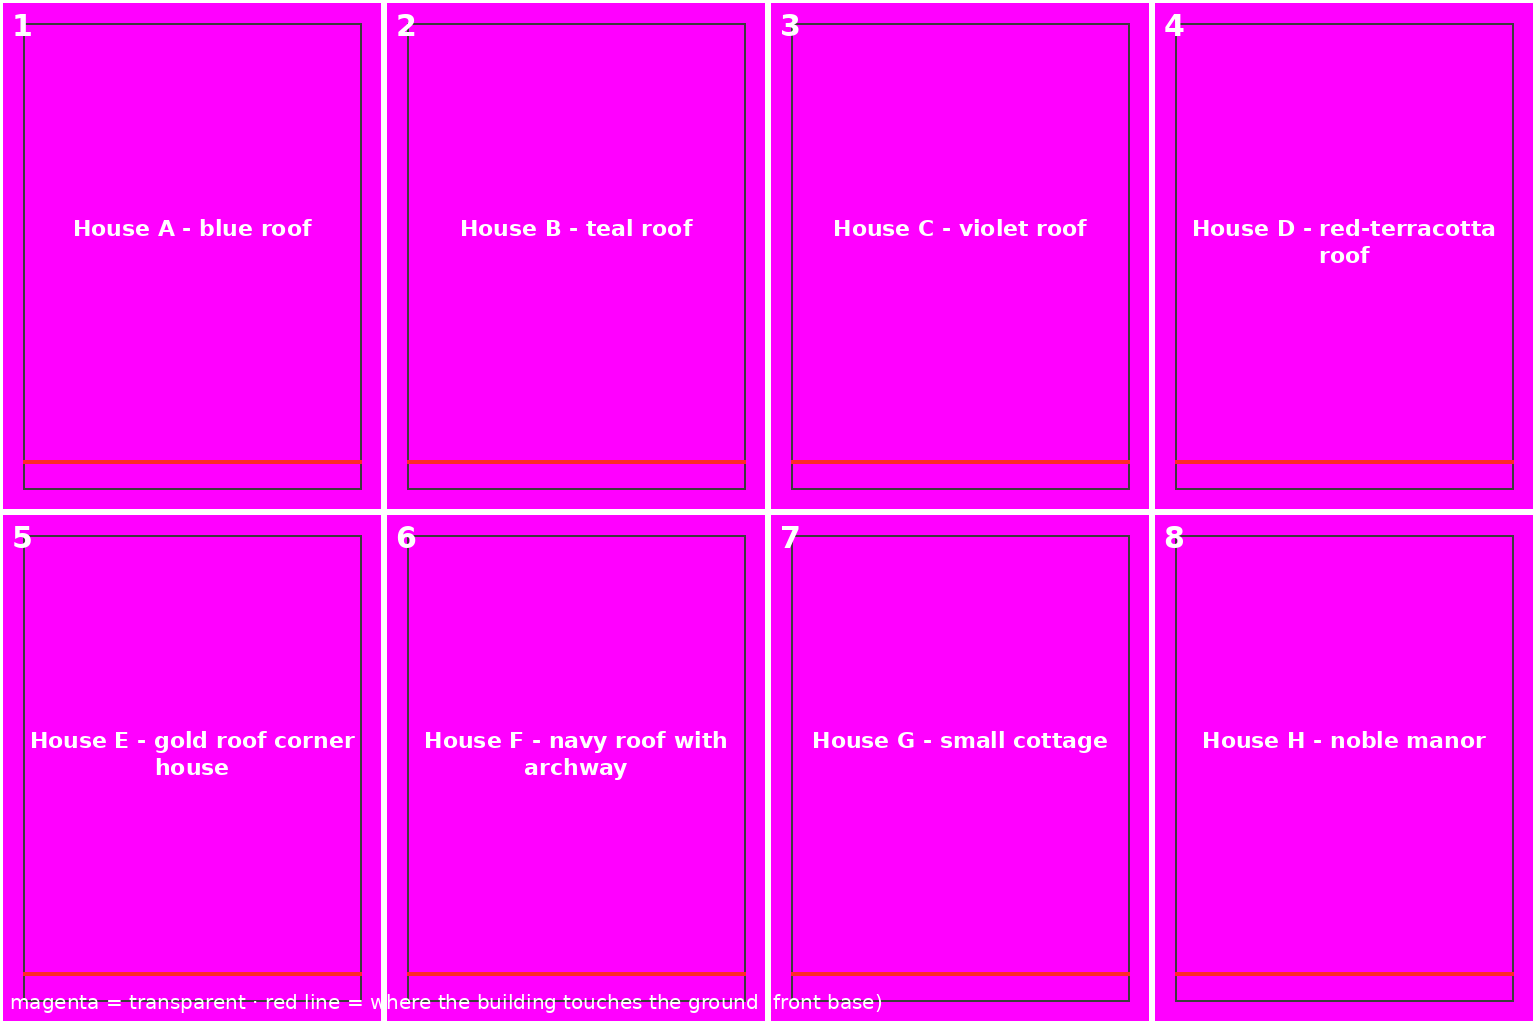 1
2
3
4
House A - blue roof
House B - teal roof
House C - violet roof
House D - red-terracotta
roof
5
6
7
8
House E - gold roof corner
house
House F - navy roof with
archway
House G - small cottage
House H - noble manor
magenta = transparent · red line = where the building touches the ground (front base)